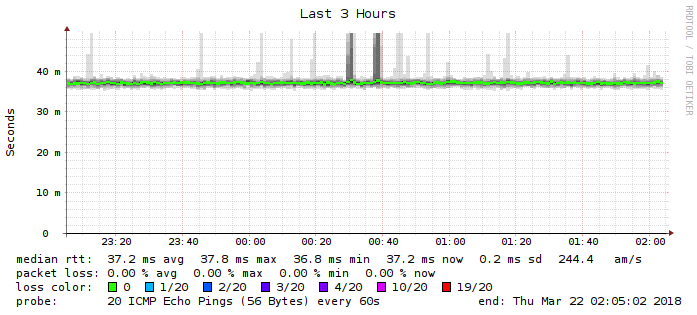 Last 3 Hours
RRDTOOL / TOBI OETIKER
Seconds
40 m
30 m
20 m
10 m
0
23:20 23:40 00:00 00:20 00:40 01:00 01:20 01:40 02:00
median rtt: 37.2 ms avg 37.8 ms max 36.8 ms min 37.2 ms now 0.2 ms sd 244.4 am/s
packet loss: 0.00 % avg 0.00 % max 0.00 % min 0.00 % now
loss color: 0 1/20 2/20 3/20 4/20 10/20 19/20
probe: 20 ICMP Echo Pings (56 Bytes) every 60s end: Thu Mar 22 02:05:02 2018